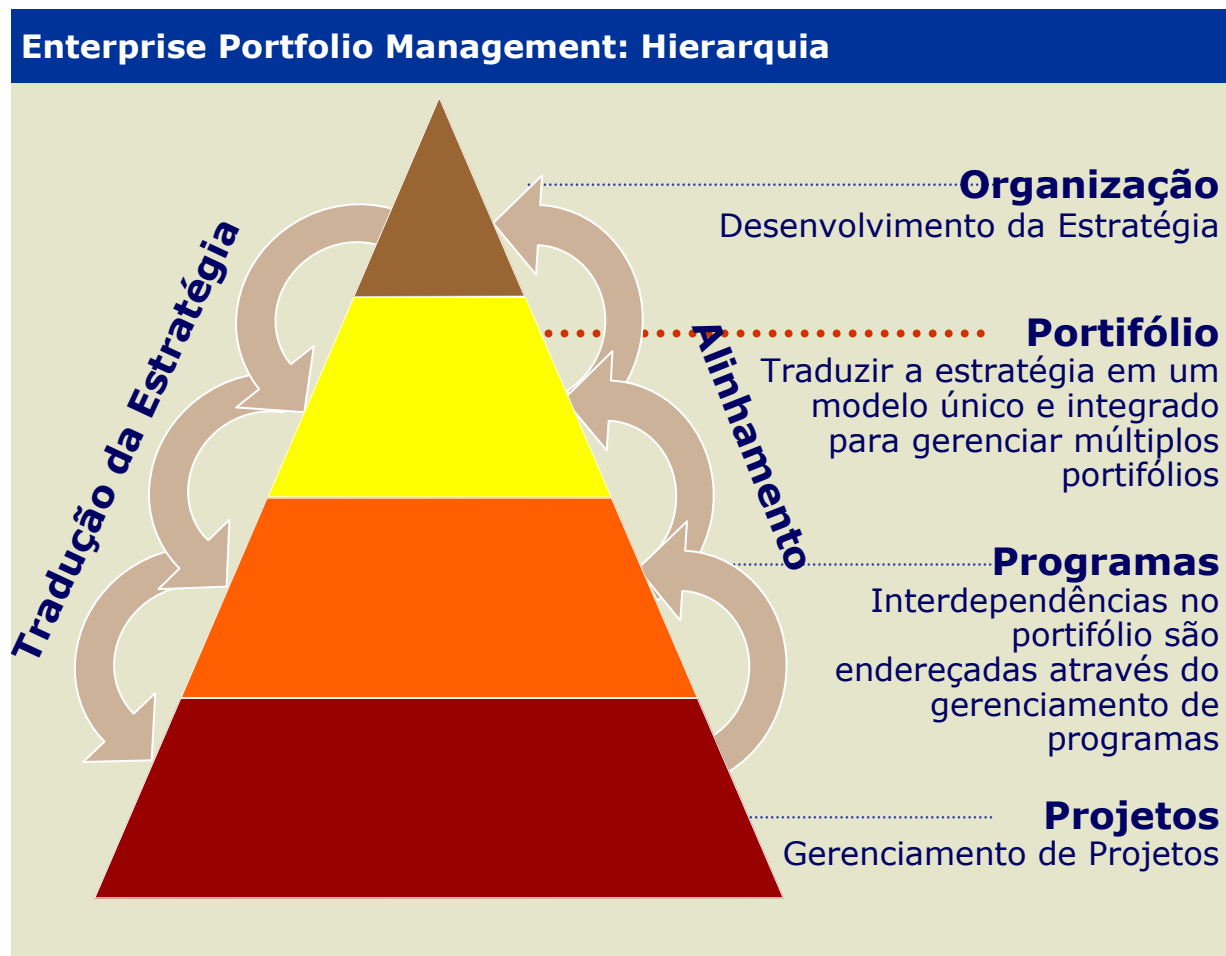 Enterprise Portfolio Management: Hierarquia
Organização
Desenvolvimento da Estratégia
Tradução da Estratégia
Alinhamento
Portifólio
Traduzir a estratégia em um
modelo único e integrado
para gerenciar múltiplos
portifólios
Programas
Interdependências no
portifólio são
endereçadas através do
gerenciamento de
programas
Projetos
Gerenciamento de Projetos